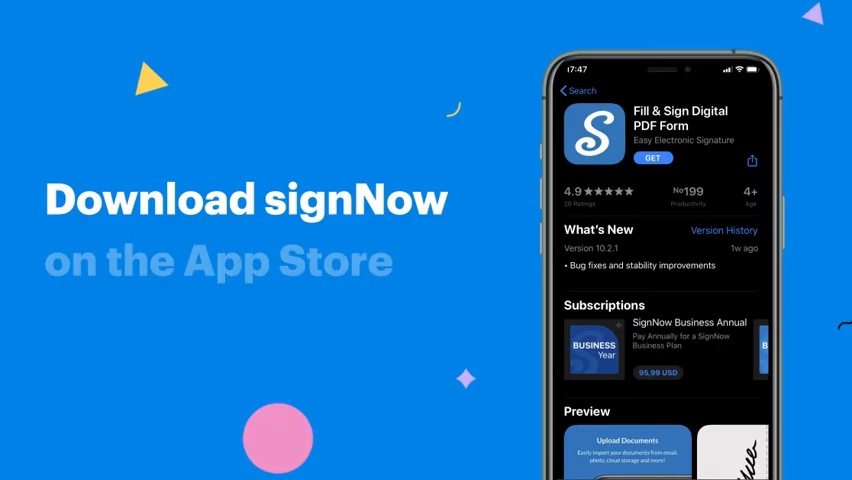 Download signNow
on the App Store
17:47
Search
Fill & Sign Digital
PDF Form
Easy Electronic Signature
GET
4.9 ★★★★★ No199 4+
28 Ratings Productivity Age
What's New Version History
Version 10.2.1 1w ago
• Bug fixes and stability improvements
Subscriptions
SignNow Business Annual
Pay Annually for a SignNow
Business Plan
BUSINESS
Year
95,99 USD
Preview
Upload Documents
Easily import your documents from email,
photo, cloud storage and more!